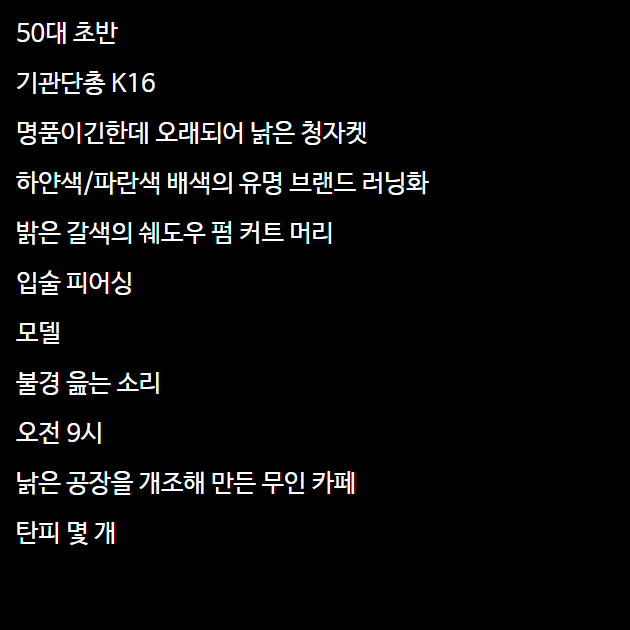 50대 초반
기관단총 K16
명품이긴한데 오래되어 낡은 청자켓
하얀색/파란색 배색의 유명 브랜드 러닝화
밝은 갈색의 쉐도우 펌 커트 머리
입술 피어싱
모델
불경 읊는 소리
오전 9시
낡은 공장을 개조해 만든 무인 카페
탄피 몇 개